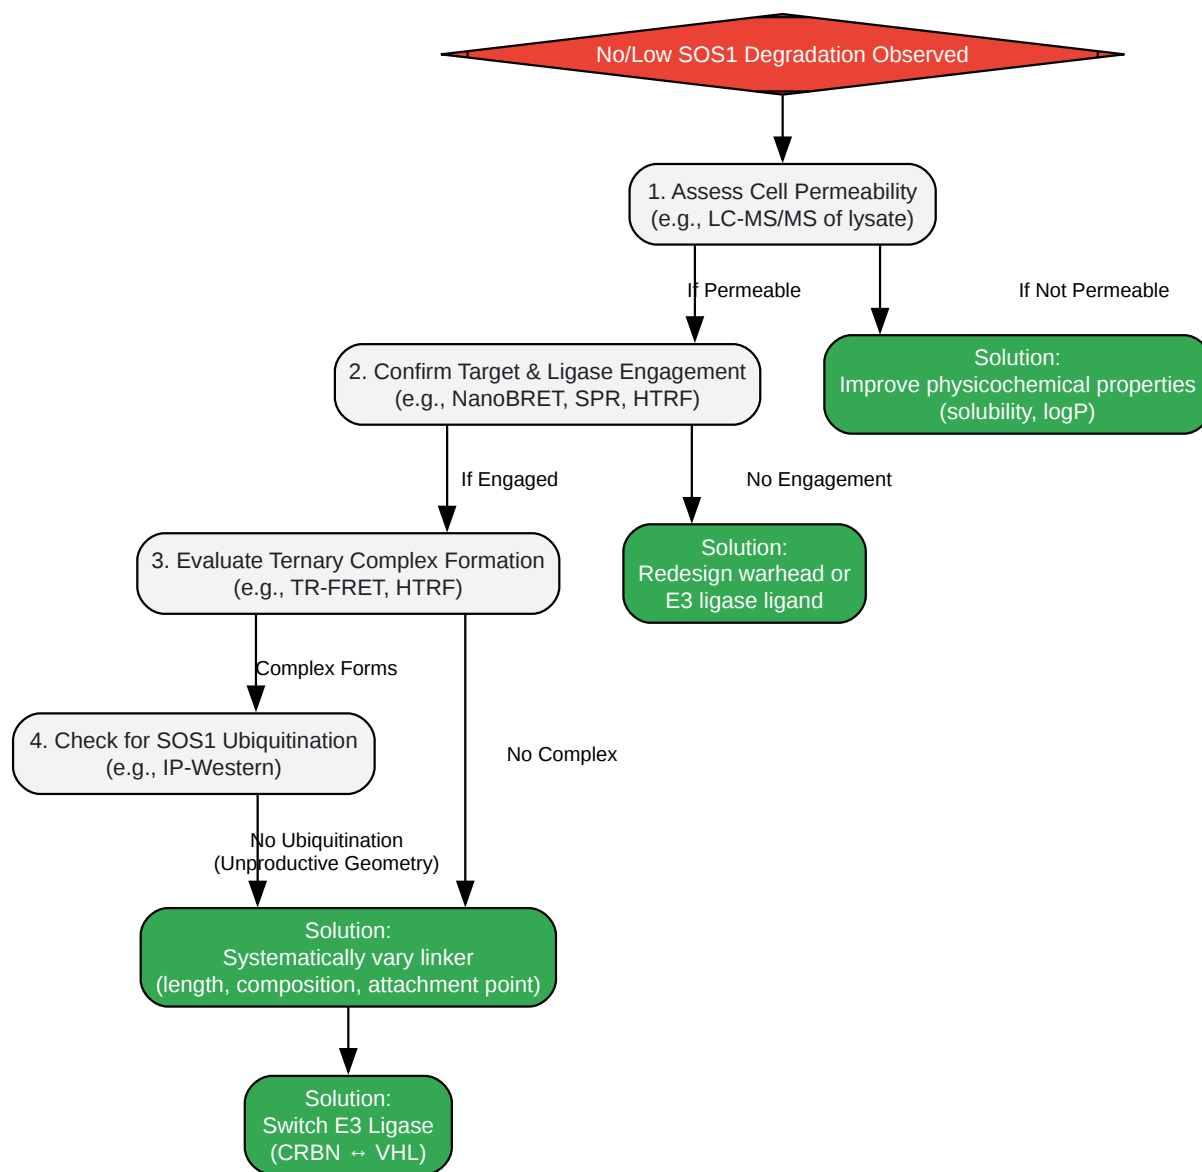 No/Low SOS1 Degradation Observed
1. Assess Cell Permeability
(e.g., LC-MS/MS of lysate)
If Permeable
If Not Permeable
2. Confirm Target & Ligase Engagement
(e.g., NanoBRET, SPR, HTRF)
Solution:
Improve physicochemical properties
(solubility, logP)
If Engaged
No Engagement
3. Evaluate Ternary Complex Formation
(e.g., TR-FRET, HTRF)
Solution:
Redesign warhead or
E3 ligase ligand
Complex Forms
4. Check for SOS1 Ubiquitination
(e.g., IP-Western)
No Complex
No Ubiquitination
(Unproductive Geometry)
Solution:
Systematically vary linker
(length, composition, attachment point)
Solution:
Switch E3 Ligase
(CRBN ↔ VHL)